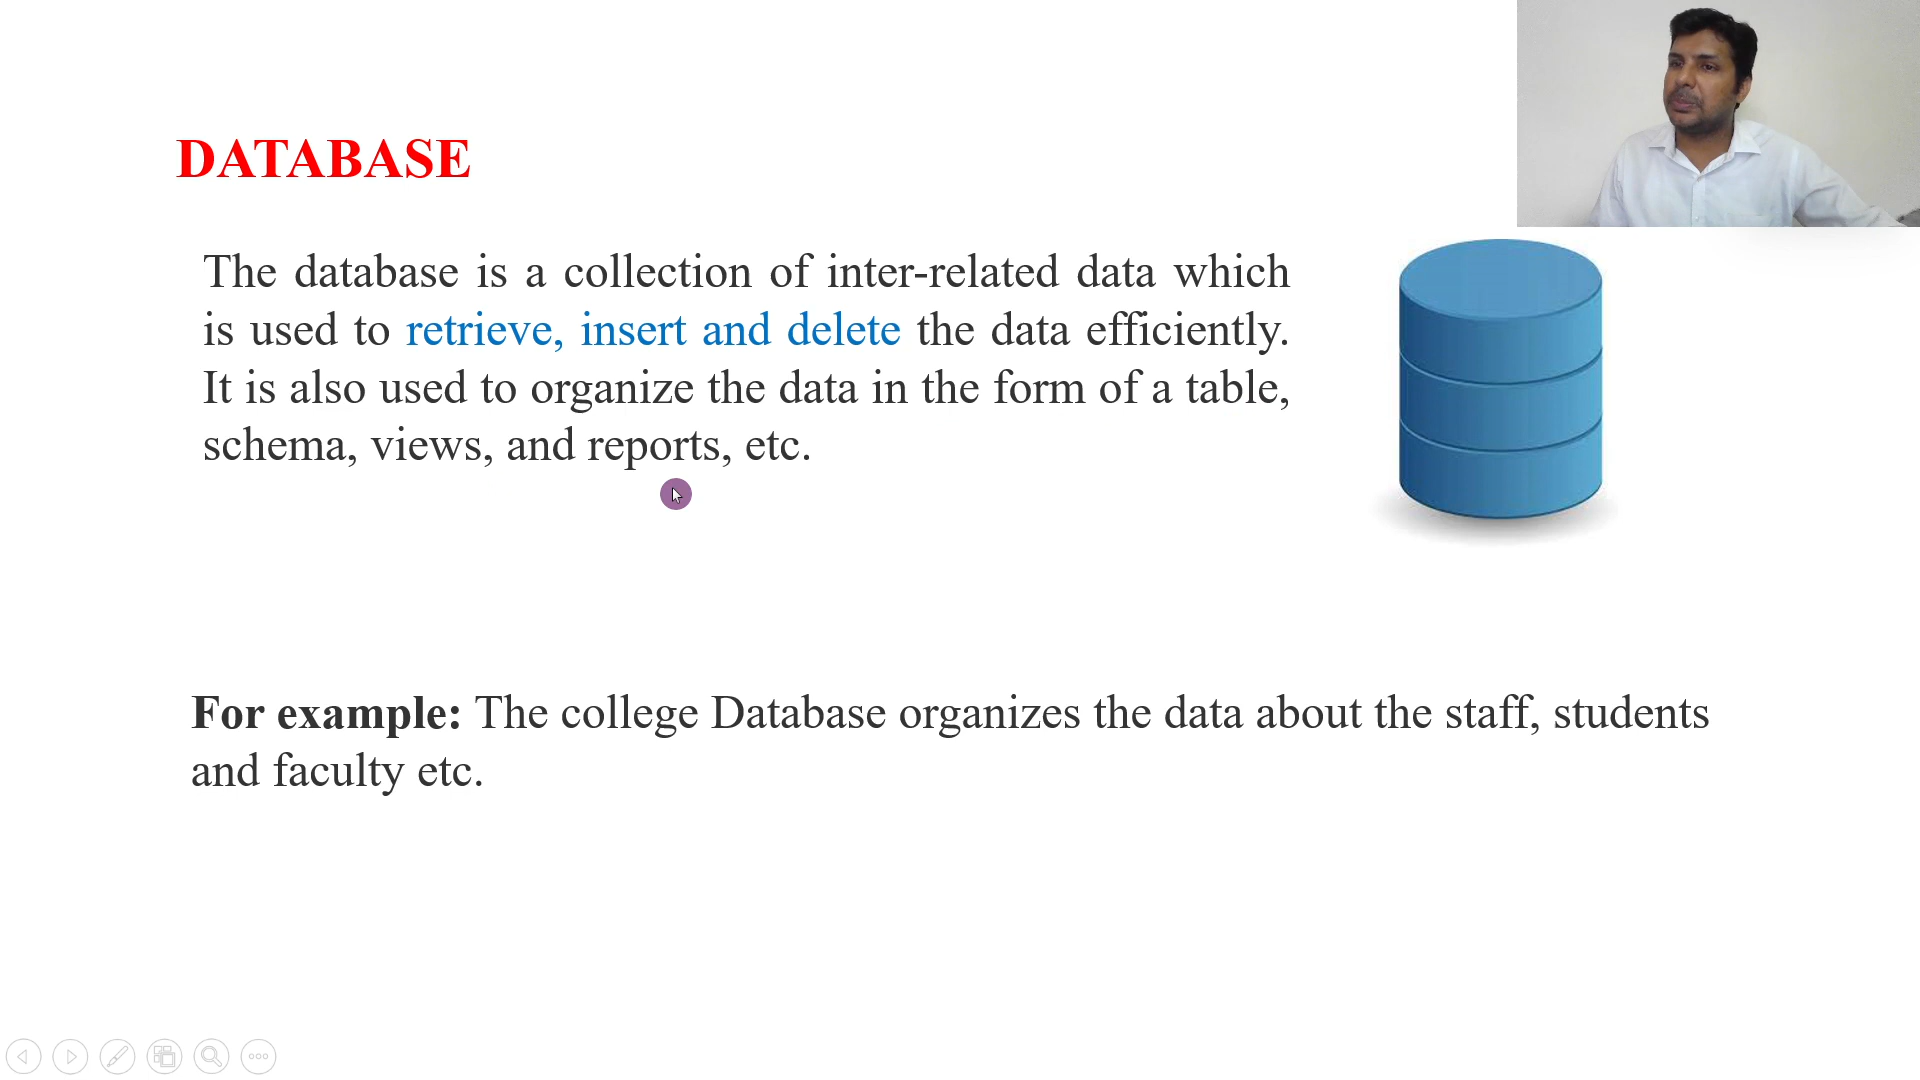 DATABASE
The database is a collection of inter-related data which
is used to retrieve, insert and delete the data efficiently.
It is also used to organize the data in the form of a table,
schema, views, and reports, etc.
For example: The college Database organizes the data about the staff, students
and faculty etc.